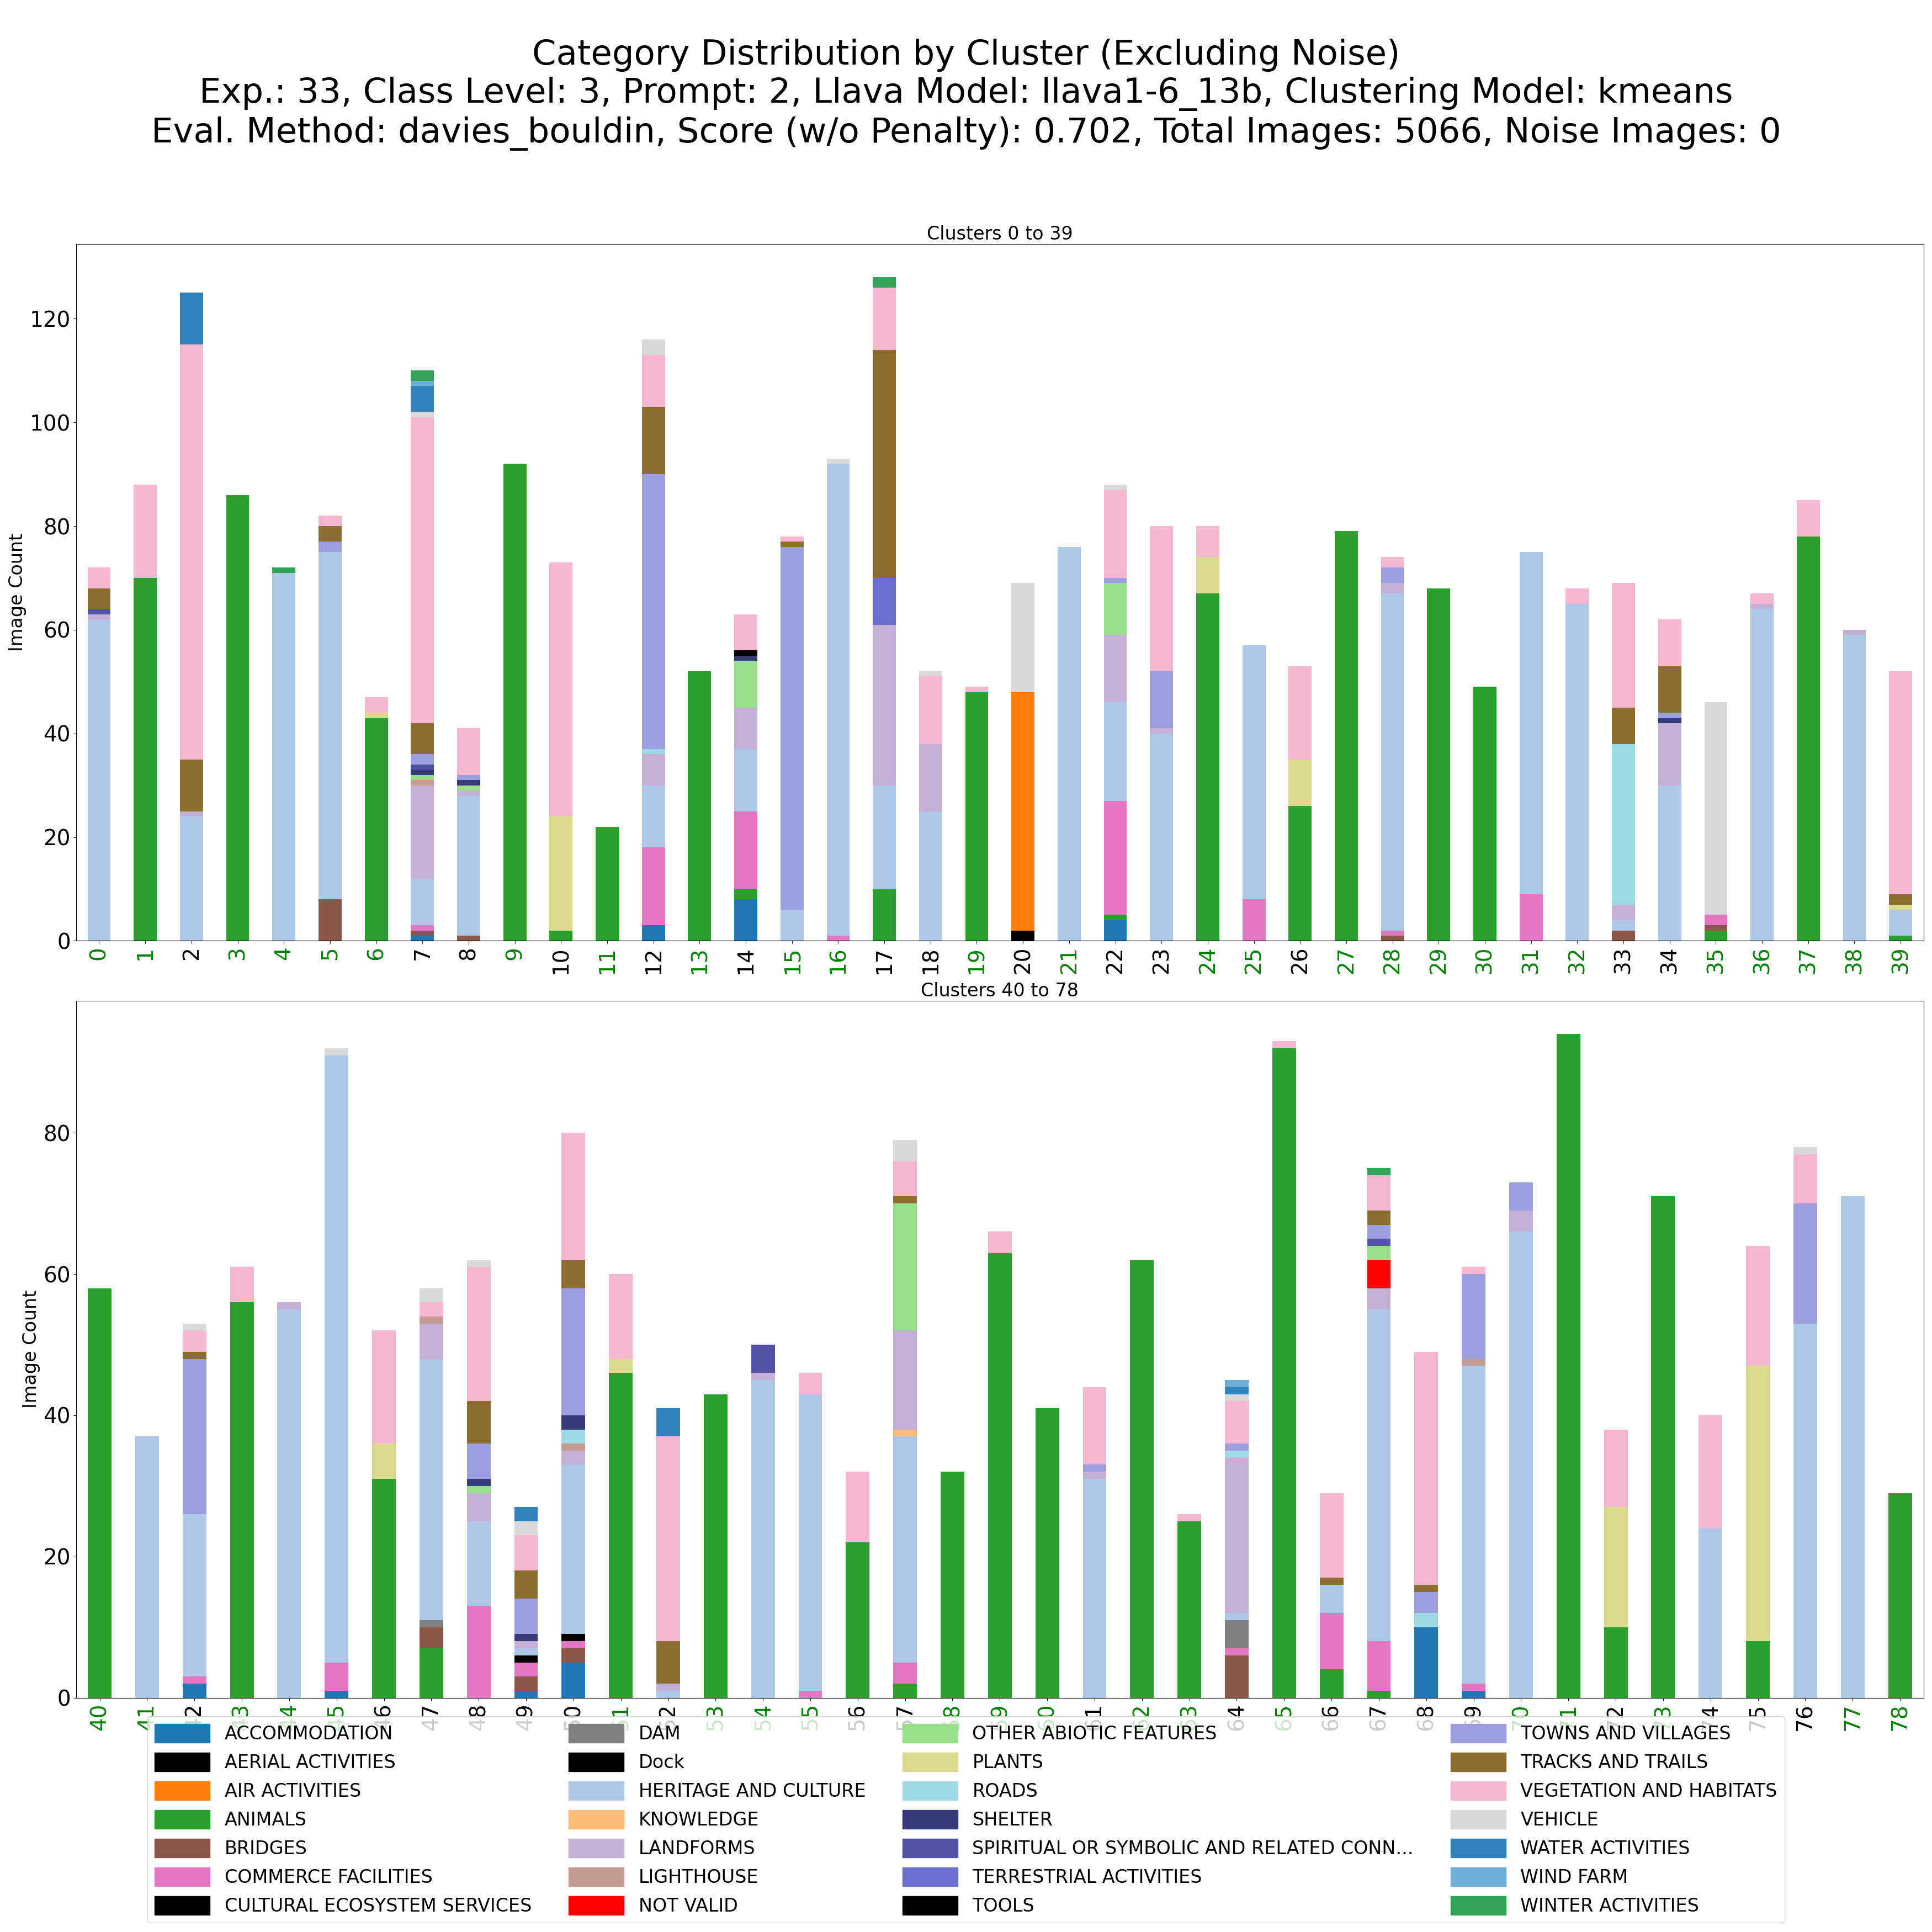 Category Distribution by Cluster (Excluding Noise)
Exp.: 33, Class Level: 3, Prompt: 2, Llava Model: llava1-6_13b, Clustering Model: kmeans
Eval. Method: davies_bouldin, Score (w/o Penalty): 0.702, Total Images: 5066, Noise Images: 0
Clusters 0 to 39
Image Count
120
100
80
60
40
20
0
0 1 2 3 4 5 6 7 8 9 10 11 12 13 14 15 16 17 18 19 20 21 22 23 24 25 26 27 28 29 30 31 32 33 34 35 36 37 38 39
Clusters 40 to 78
Image Count
80
60
40
20
0
40 41 42 43 44 45 46 47 48 49 50 51 52 53 54 55 56 57 58 59 60 61 62 63 64 65 66 67 68 69 70 71 72 73 74 75 76 77 78
ACCOMMODATION
AERIAL ACTIVITIES
AIR ACTIVITIES
ANIMALS
BRIDGES
COMMERCE FACILITIES
CULTURAL ECOSYSTEM SERVICES
DAM
Dock
HERITAGE AND CULTURE
KNOWLEDGE
LANDFORMS
LIGHTHOUSE
NOT VALID
OTHER ABIOTIC FEATURES
PLANTS
ROADS
SHELTER
SPIRITUAL OR SYMBOLIC AND RELATED CONN...
TERRESTRIAL ACTIVITIES
TOOLS
TOWNS AND VILLAGES
TRACKS AND TRAILS
VEGETATION AND HABITATS
VEHICLE
WATER ACTIVITIES
WIND FARM
WINTER ACTIVITIES